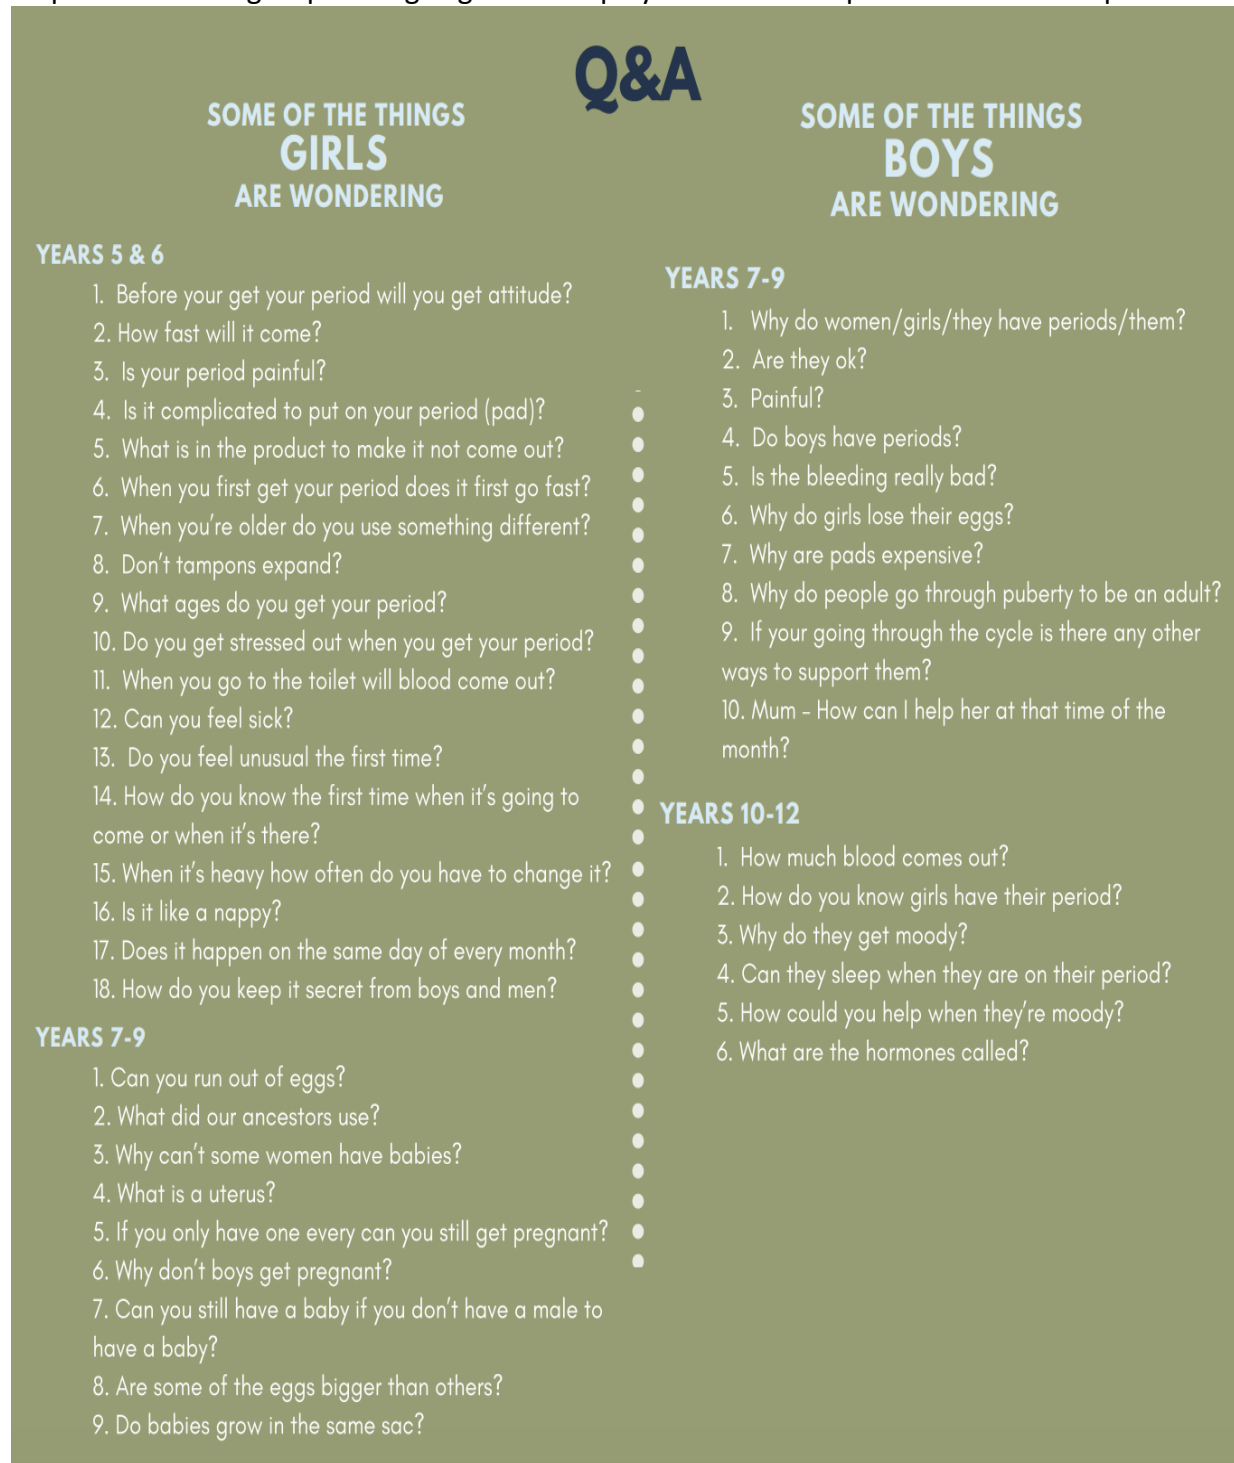 Q&A
SOME OF THE THINGS
GIRLS
ARE WONDERING
YEARS 5 & 6
1. Before your get your period will you get attitude?
2. How fast will it come?
3. Is your period painful?
4. Is it complicated to put on your period (pad)?
5. What is in the product to make it not come out?
6. When you first get your period does it first go fast?
7. When you're older do you use something different?
8. Don't tampons expand?
9. What ages do you get your period?
10. Do you get stressed out when you get your period?
11. When you go to the toilet will blood come out?
12. Can you feel sick?
13. Do you feel unusual the first time?
14. How do you know the first time when it's going to
come or when it's there?
15. When it's heavy how often do you have to change it?
16. Is it like a nappy?
17. Does it happen on the same day of every month?
18. How do you keep it secret from boys and men?
YEARS 7-9
1. Can you run out of eggs?
2. What did our ancestors use?
3. Why can't some women have babies?
4. What is a uterus?
5. If you only have one every can you still get pregnant?
6. Why don't boys get pregnant?
7. Can you still have a baby if you don't have a male to
have a baby?
8. Are some of the eggs bigger than others?
9. Do babies grow in the same sac?
SOME OF THE THINGS
BOYS
ARE WONDERING
YEARS 7-9
1. Why do women/girls/they have periods/them?
2. Are they ok?
3. Painful?
4. Do boys have periods?
5. Is the bleeding really bad?
6. Why do girls lose their eggs?
7. Why are pads expensive?
8. Why do people go through puberty to be an adult?
9. If your going through the cycle is there any other
ways to support them?
10. Mum - How can I help her at that time of the
month?
YEARS 10-12
1. How much blood comes out?
2. How do you know girls have their period?
3. Why do they get moody?
4. Can they sleep when they are on their period?
5. How could you help when they're moody?
6. What are the hormones called?